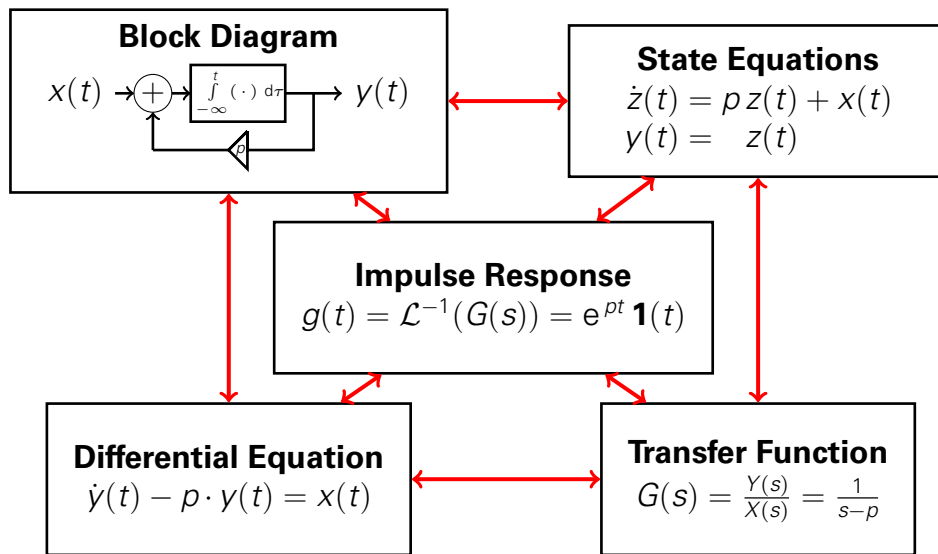 Block Diagram
x(t) + ∫_{-∞}^{t} (·) dτ y(t)
p
State Equations
ż(t) = p z(t) + x(t)
y(t) = z(t)
Impulse Response
g(t) = ℒ⁻¹(G(s)) = e^{pt} 𝟏(t)
Differential Equation
ẏ(t) − p · y(t) = x(t)
Transfer Function
G(s) = Y(s)/X(s) = 1/(s−p)